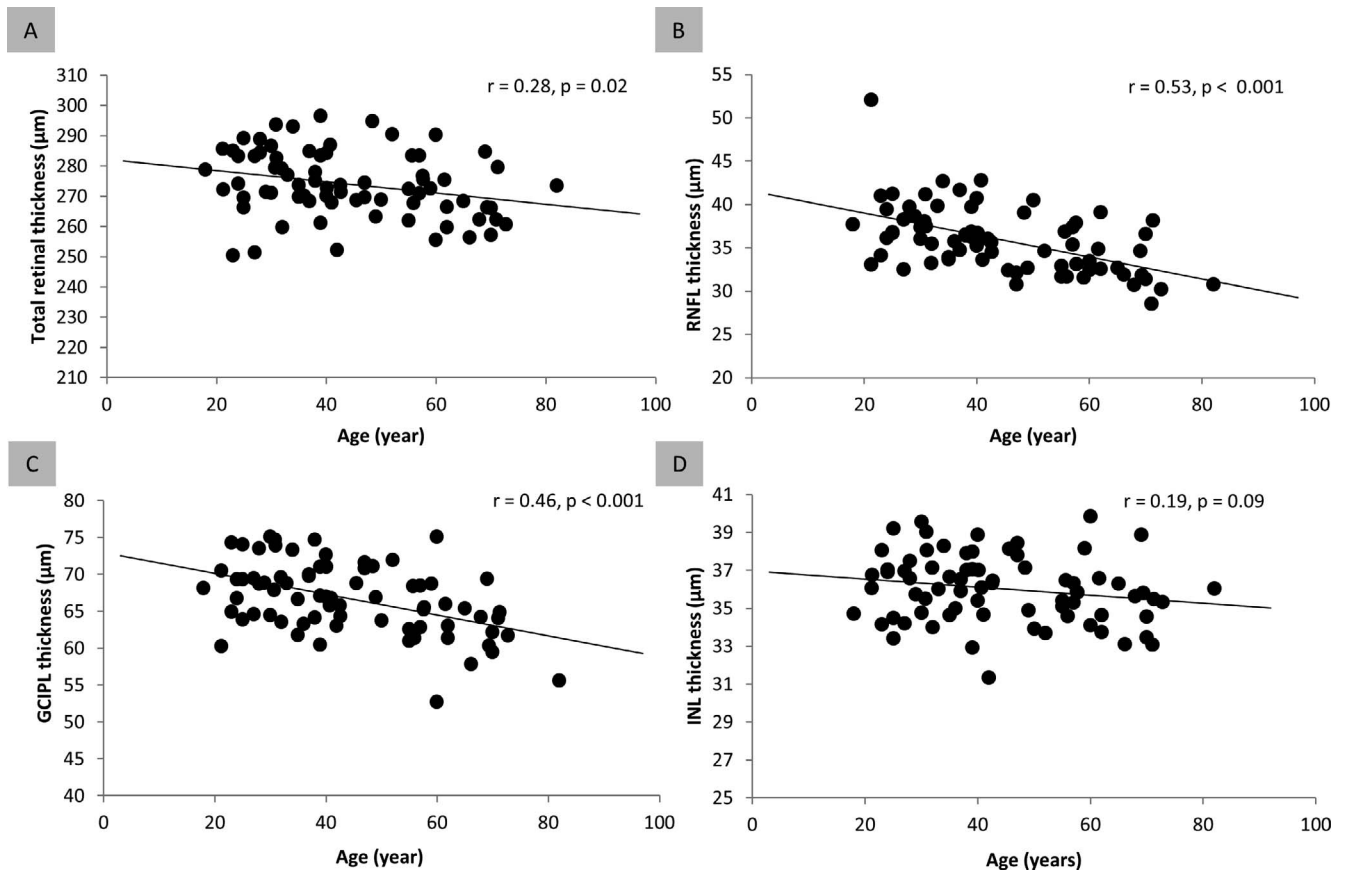 A
Total retinal thickness (µm)
310
300
290
280
270
260
250
240
230
220
210
r = 0.28, p = 0.02
0 20 40 60 80 100
Age (year)
B
RNFL thickness (µm)
55
50
45
40
35
30
25
20
r = 0.53, p < 0.001
0 20 40 60 80 100
Age (year)
C
GCIPL thickness (µm)
80
75
70
65
60
55
50
45
40
r = 0.46, p < 0.001
0 20 40 60 80 100
Age (year)
D
INL thickness (µm)
41
39
37
35
33
31
29
27
25
r = 0.19, p = 0.09
0 20 40 60 80 100
Age (years)